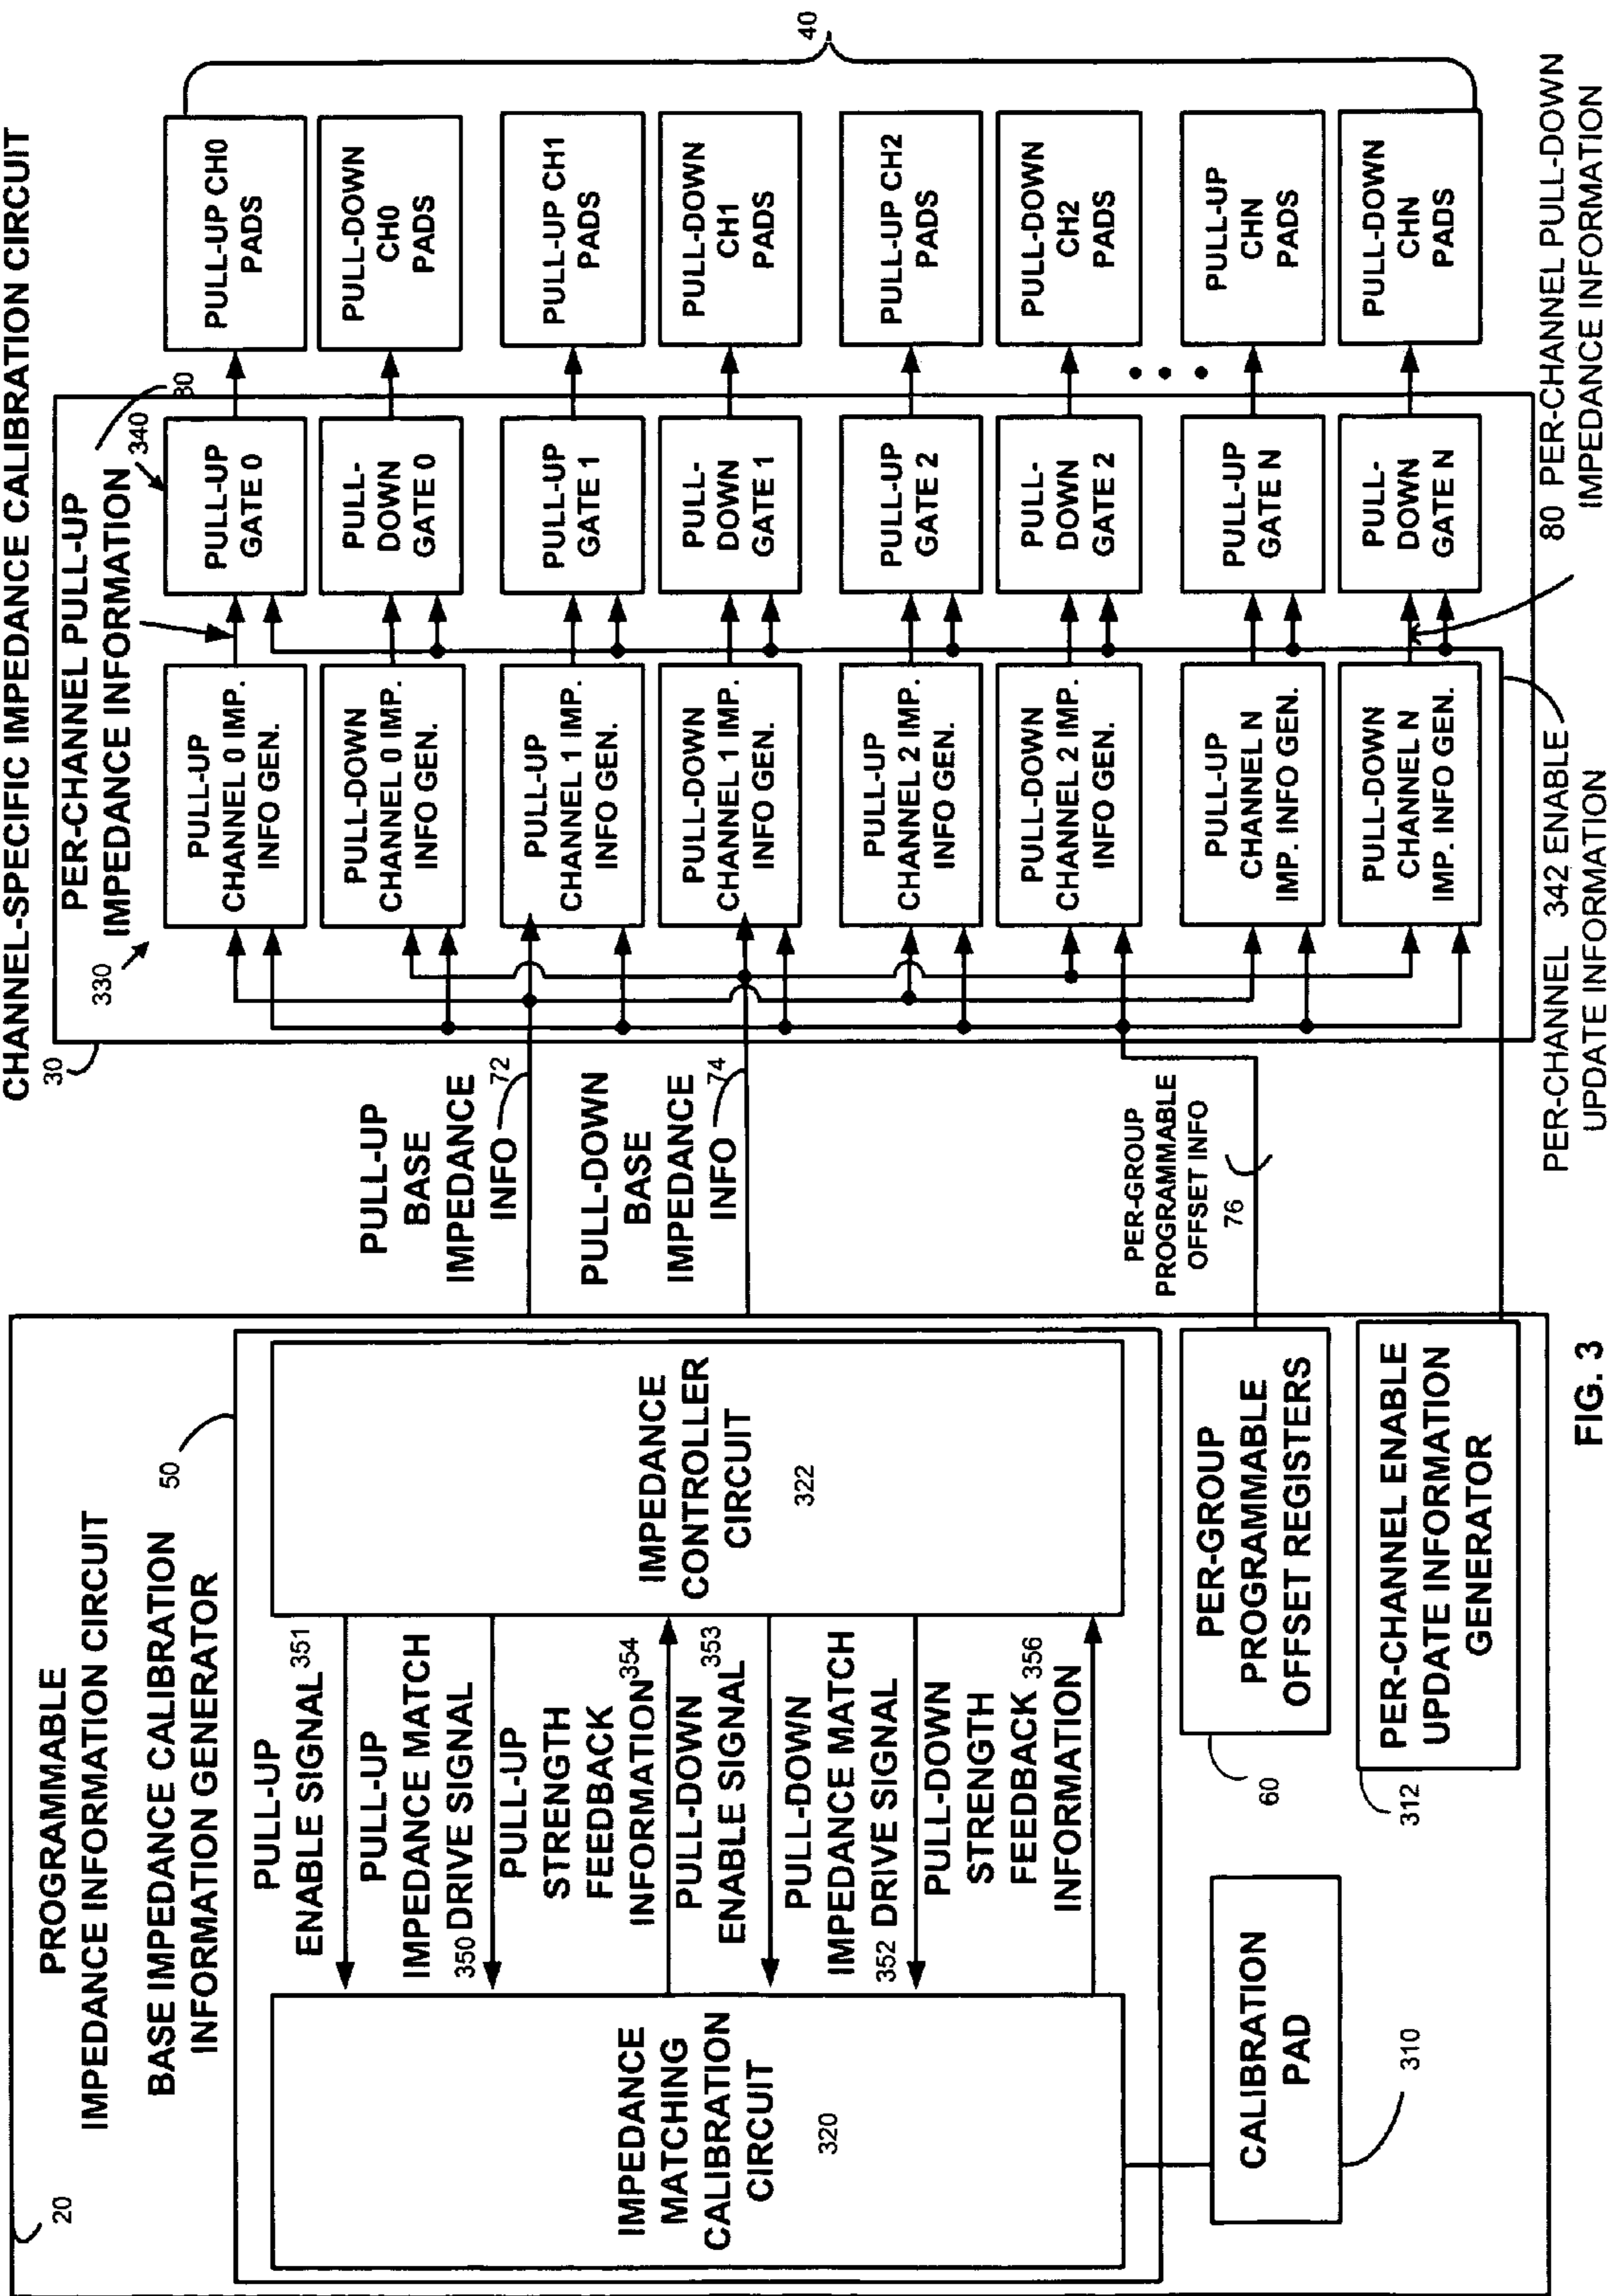 PROGRAMMABLE
IMPEDANCE INFORMATION CIRCUIT
20
BASE IMPEDANCE CALIBRATION
INFORMATION GENERATOR
50
IMPEDANCE
MATCHING
CALIBRATION
CIRCUIT
320
PULL-UP
ENABLE SIGNAL 351
PULL-UP
IMPEDANCE MATCH
350 DRIVE SIGNAL
PULL-UP
STRENGTH
FEEDBACK
INFORMATION 354
PULL-DOWN
ENABLE SIGNAL 353
PULL-DOWN
IMPEDANCE MATCH
352 DRIVE SIGNAL
PULL-DOWN
STRENGTH
FEEDBACK 356
INFORMATION
IMPEDANCE
CONTROLLER
CIRCUIT
322
CALIBRATION
PAD
310
PER-GROUP
PROGRAMMABLE
OFFSET REGISTERS
60
PER-CHANNEL ENABLE
UPDATE INFORMATION
GENERATOR
312
PULL-UP
BASE
IMPEDANCE
INFO 72
PULL-DOWN
BASE
IMPEDANCE
INFO 74
PER-GROUP
PROGRAMMABLE
OFFSET INFO
76
CHANNEL-SPECIFIC IMPEDANCE CALIBRATION CIRCUIT
30
330
PER-CHANNEL PULL-UP
IMPEDANCE INFORMATION
340
80
PULL-UP
CHANNEL 0 IMP.
INFO GEN.
PULL-UP
GATE 0
PULL-UP CH0
PADS
PULL-DOWN
CHANNEL 0 IMP.
INFO GEN.
PULL-
DOWN
GATE 0
PULL-DOWN
CH0
PADS
PULL-UP
CHANNEL 1 IMP.
INFO GEN.
PULL-UP
GATE 1
PULL-UP CH1
PADS
PULL-DOWN
CHANNEL 1 IMP.
INFO GEN.
PULL-
DOWN
GATE 1
PULL-DOWN
CH1
PADS
PULL-UP
CHANNEL 2 IMP.
INFO GEN.
PULL-UP
GATE 2
PULL-UP CH2
PADS
PULL-DOWN
CHANNEL 2 IMP.
INFO GEN.
PULL-
DOWN
GATE 2
PULL-DOWN
CH2
PADS
PULL-UP
CHANNEL N
IMP. INFO GEN.
PULL-UP
GATE N
PULL-UP
CHN
PADS
PULL-DOWN
CHANNEL N
IMP. INFO GEN.
PULL-
DOWN
GATE N
PULL-DOWN
CHN
PADS
40
PER-CHANNEL 342 ENABLE
UPDATE INFORMATION
80 PER-CHANNEL PULL-DOWN
IMPEDANCE INFORMATION
FIG. 3